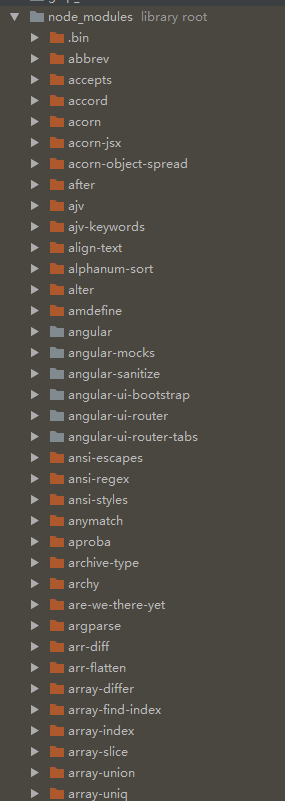 node_modules library root
.bin
abbrev
accepts
accord
acorn
acorn-jsx
acorn-object-spread
after
ajv
ajv-keywords
align-text
alphanum-sort
alter
amdefine
angular
angular-mocks
angular-sanitize
angular-ui-bootstrap
angular-ui-router
angular-ui-router-tabs
ansi-escapes
ansi-regex
ansi-styles
anymatch
aproba
archive-type
archy
are-we-there-yet
argparse
arr-diff
arr-flatten
array-differ
array-find-index
array-index
array-slice
array-union
array-uniq